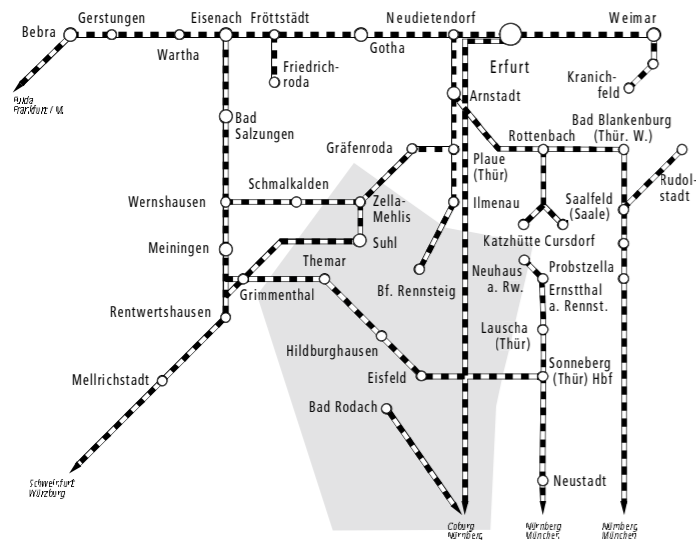 Bebra
Gerstungen
Wartha
Eisenach
Fröttstädt
Friedrich-
roda
Gotha
Neudietendorf
Erfurt
Weimar
Kranich-
feld
Fulda
Frankfurt / M.
Bad
Salzungen
Arnstadt
Gräfenroda
Plaue
(Thür)
Rottenbach
Bad Blankenburg
(Thür. W.)
Rudol-
stadt
Schmalkalden
Wernshausen
Zella-
Mehlis
Ilmenau
Saalfeld
(Saale)
Meiningen
Suhl
Katzhütte Cursdorf
Themar
Grimmenthal
Bf. Rennsteig
Neuhaus
a. Rw.
Probstzella
Ernstthal
a. Rennst.
Rentwertshausen
Hildburghausen
Lauscha
(Thür)
Mellrichstadt
Eisfeld
Sonneberg
(Thür) Hbf
Bad Rodach
Schweinfurt
Würzburg
Neustadt
Coburg
Nürnberg
Nürnberg
München
Nürnberg
München